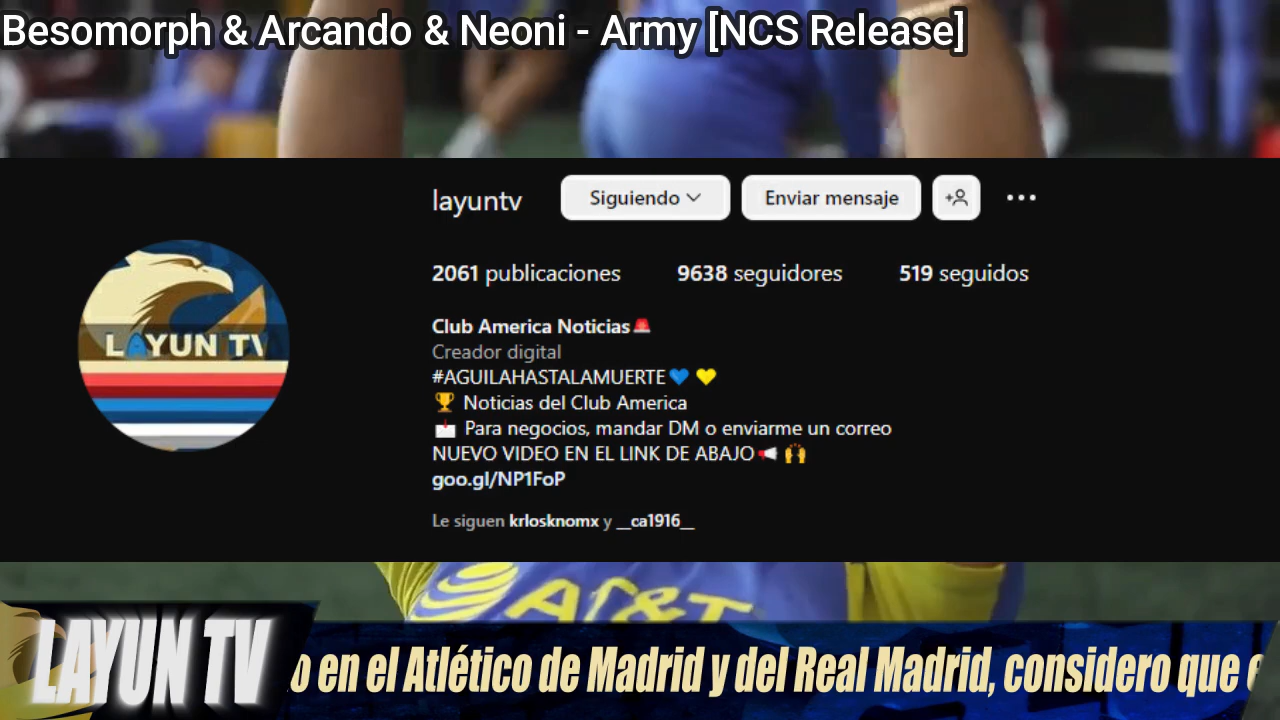 Besomorph & Arcando & Neoni - Army [NCS Release]
layuntv Siguiendo Enviar mensaje
2061 publicaciones 9638 seguidores 519 seguidos
LAYUN TV
Club America Noticias🚨
Creador digital
#AGUILAHASTALAMUERTE💙 💛
🏆 Noticias del Club America
📩 Para negocios, mandar DM o enviarme un correo
NUEVO VIDEO EN EL LINK DE ABAJO📢 🙌
goo.gl/NP1FoP
Le siguen krlosknomx y __ca1916__
AT&T
LAYUN TV
o en el Atlético de Madrid y del Real Madrid, considero que